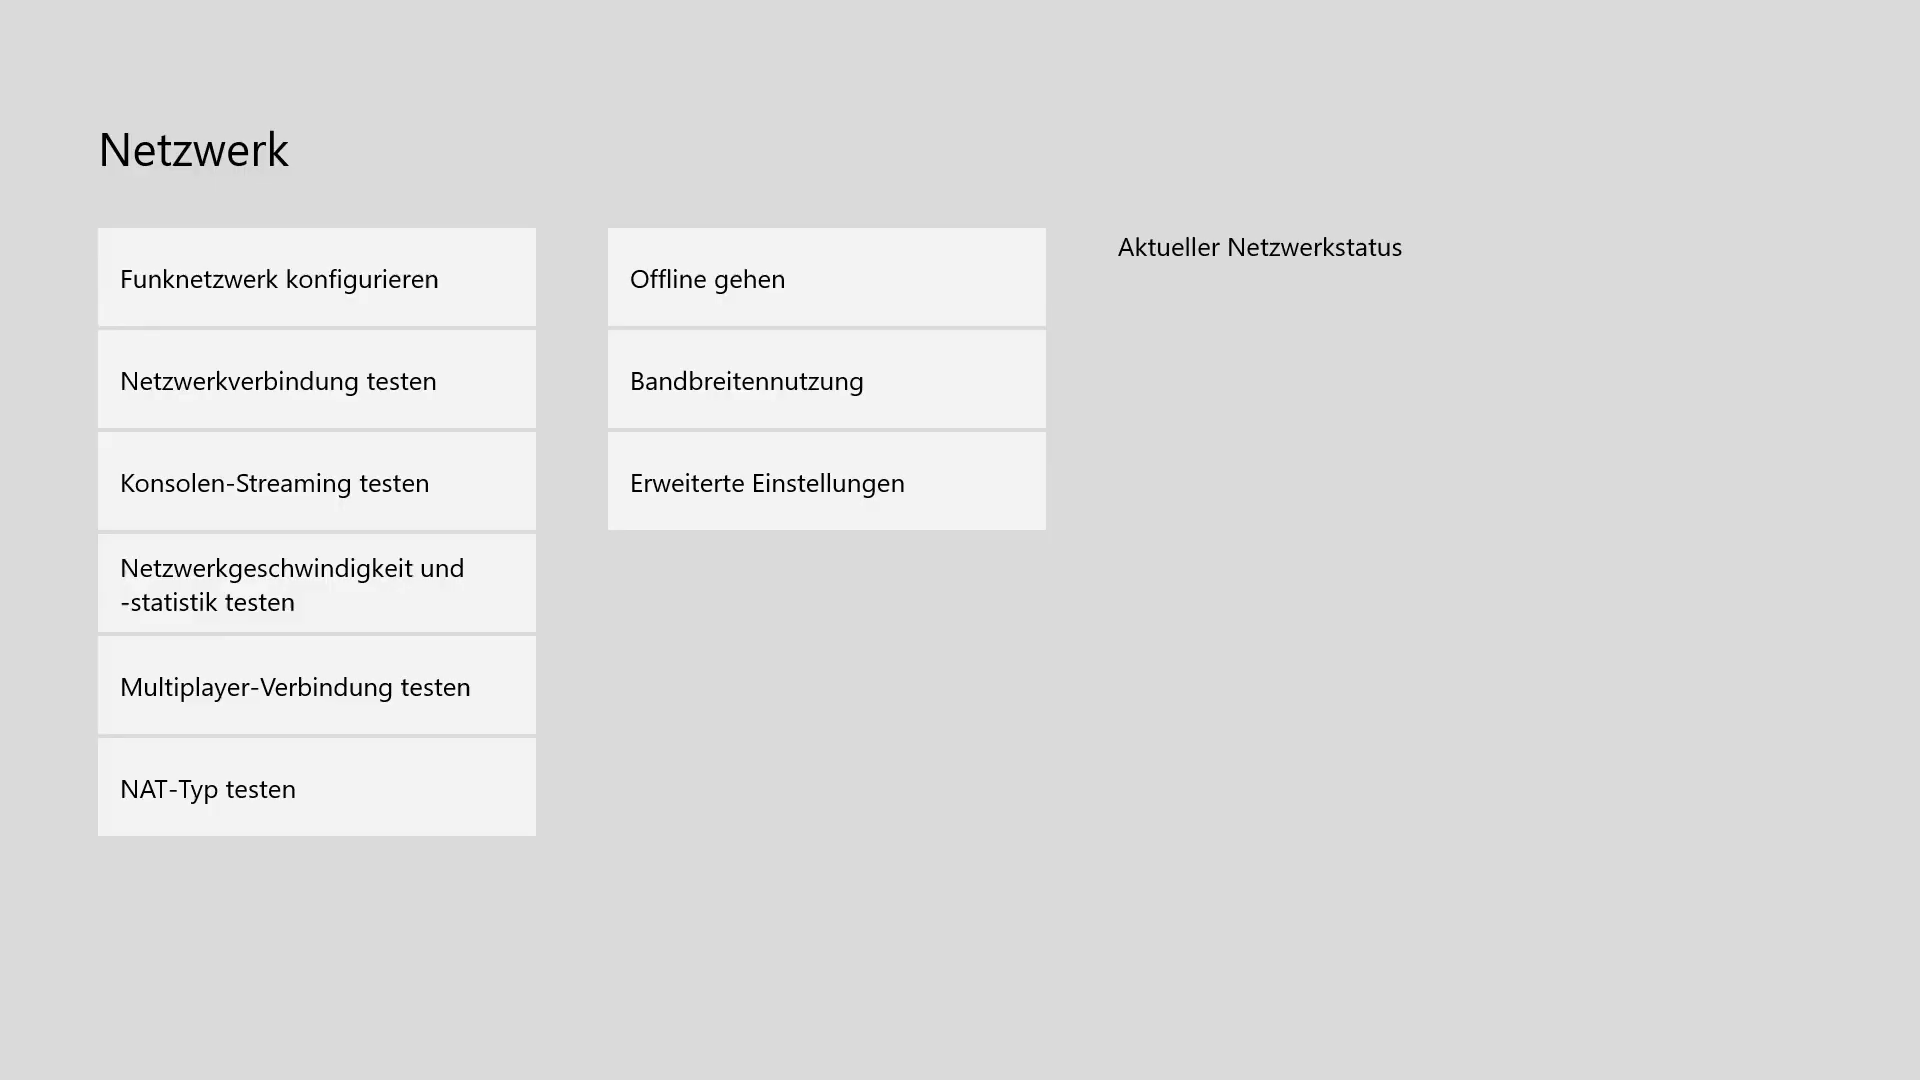 Netzwerk
Funknetzwerk konfigurieren
Netzwerkverbindung testen
Konsolen-Streaming testen
Netzwerkgeschwindigkeit und
-statistik testen
Multiplayer-Verbindung testen
NAT-Typ testen
Offline gehen
Bandbreitennutzung
Erweiterte Einstellungen
Aktueller Netzwerkstatus